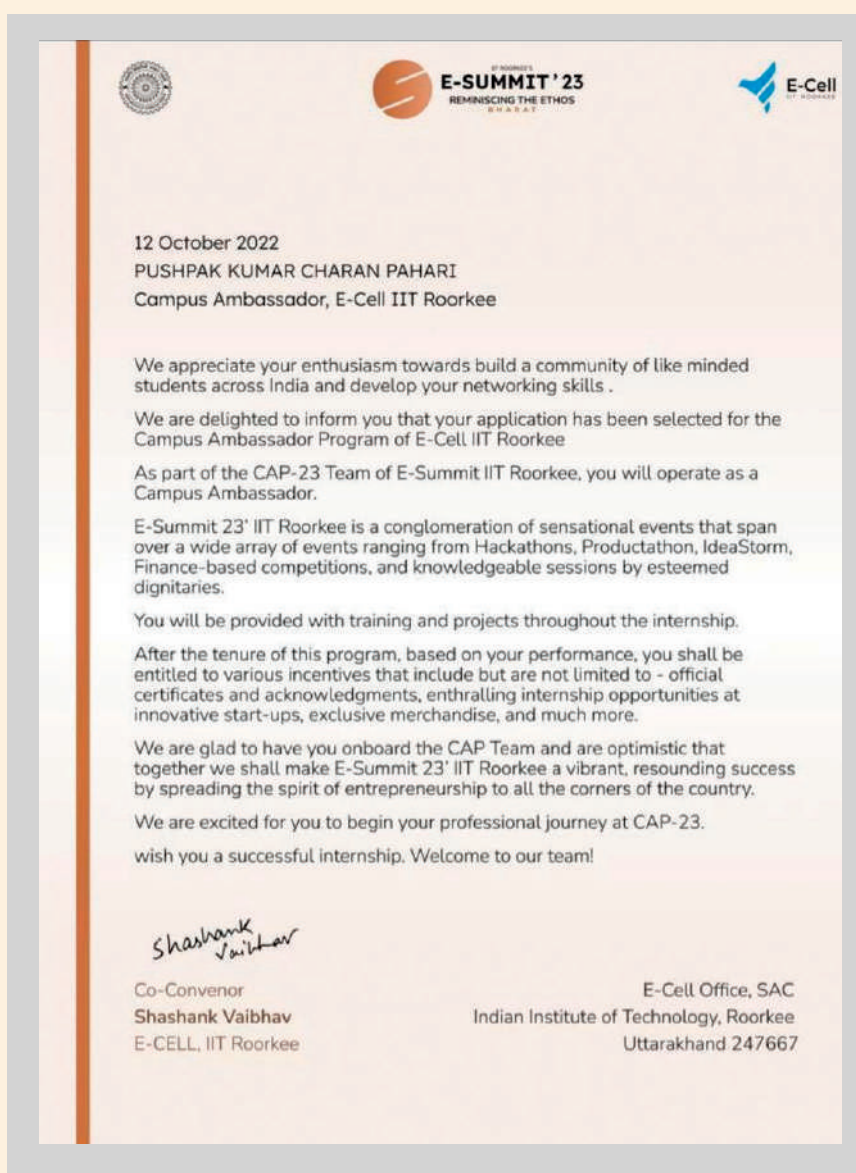 IIT ROORKEE'S
E-SUMMIT '23
REMINISCING THE ETHOS
BHARAT
E-Cell
IIT ROORKEE
12 October 2022
PUSHPAK KUMAR CHARAN PAHARI
Campus Ambassador, E-Cell IIT Roorkee
We appreciate your enthusiasm towards build a community of like minded
students across India and develop your networking skills .
We are delighted to inform you that your application has been selected for the
Campus Ambassador Program of E-Cell IIT Roorkee
As part of the CAP-23 Team of E-Summit IIT Roorkee, you will operate as a
Campus Ambassador.
E-Summit 23' IIT Roorkee is a conglomeration of sensational events that span
over a wide array of events ranging from Hackathons, Productathon, IdeaStorm,
Finance-based competitions, and knowledgeable sessions by esteemed
dignitaries.
You will be provided with training and projects throughout the internship.
After the tenure of this program, based on your performance, you shall be
entitled to various incentives that include but are not limited to - official
certificates and acknowledgments, enthralling internship opportunities at
innovative start-ups, exclusive merchandise, and much more.
We are glad to have you onboard the CAP Team and are optimistic that
together we shall make E-Summit 23' IIT Roorkee a vibrant, resounding success
by spreading the spirit of entrepreneurship to all the corners of the country.
We are excited for you to begin your professional journey at CAP-23.
wish you a successful internship. Welcome to our team!
Shashank
Vaibhav
Co-Convenor
Shashank Vaibhav
E-CELL, IIT Roorkee
E-Cell Office, SAC
Indian Institute of Technology, Roorkee
Uttarakhand 247667